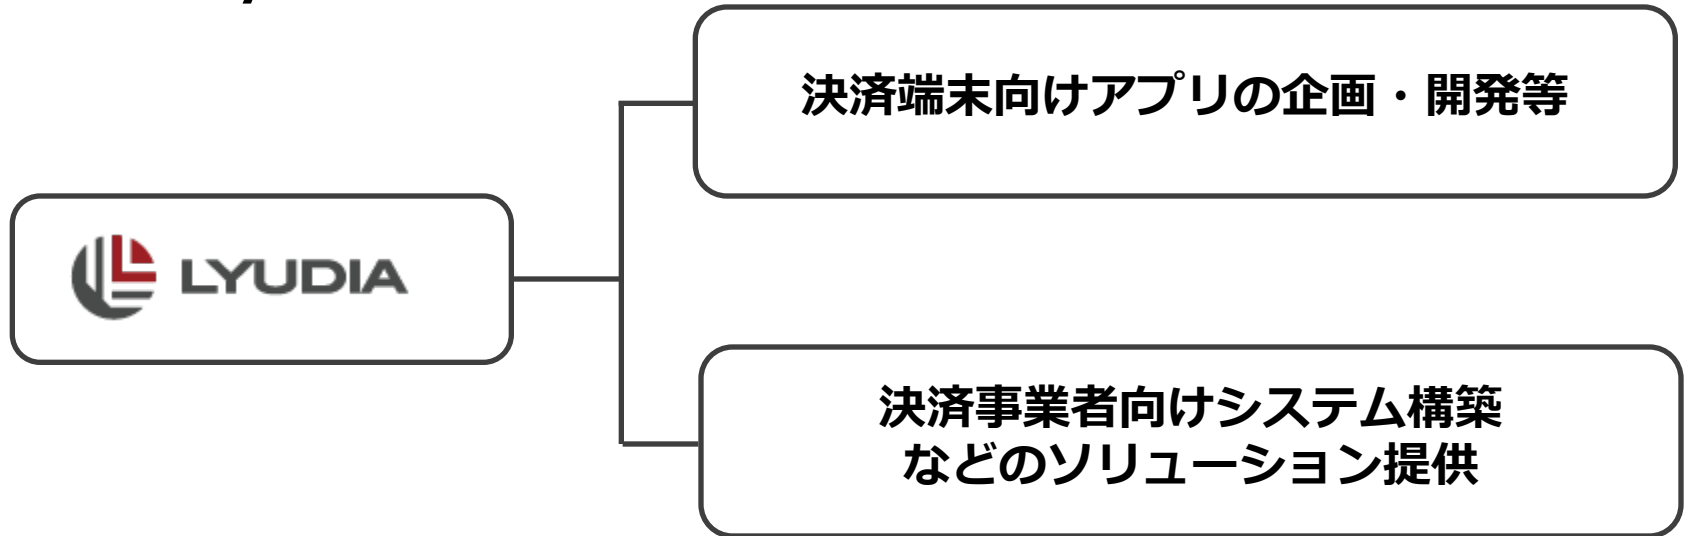 決済端末向けアプリの企画・開発等
LYUDIA
決済事業者向けシステム構築
などのソリューション提供